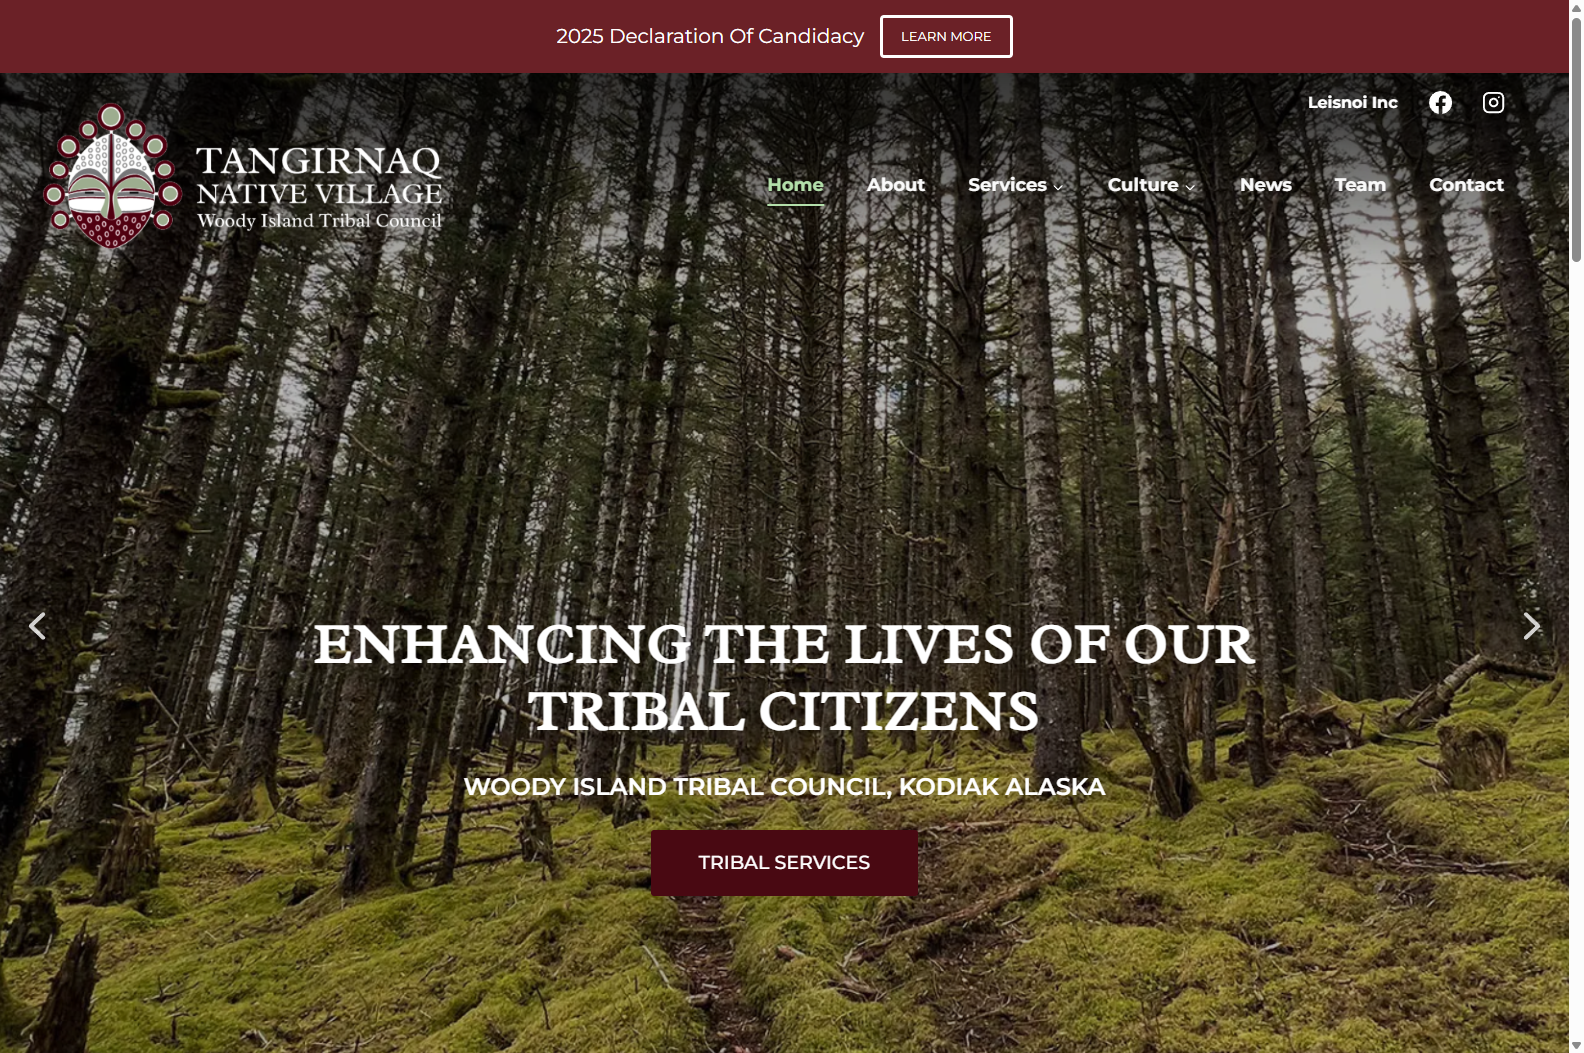 2025 Declaration Of Candidacy
LEARN MORE
Leisnoi Inc
TANGIRNAQ
NATIVE VILLAGE
Woody Island Tribal Council
Home
About
Services
Culture
News
Team
Contact
ENHANCING THE LIVES OF OUR
TRIBAL CITIZENS
WOODY ISLAND TRIBAL COUNCIL, KODIAK ALASKA
TRIBAL SERVICES